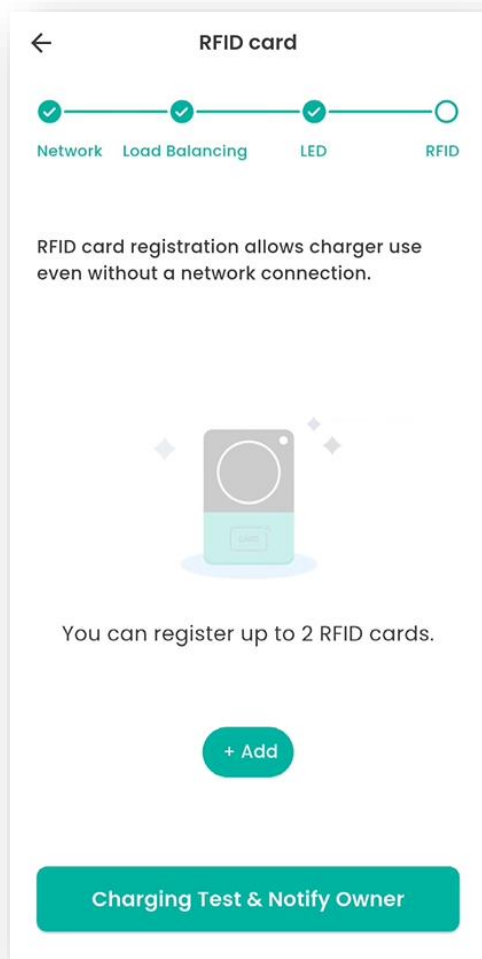 RFID card
Network Load Balancing LED RFID
RFID card registration allows charger use
even without a network connection.
CARD
You can register up to 2 RFID cards.
+ Add
Charging Test & Notify Owner